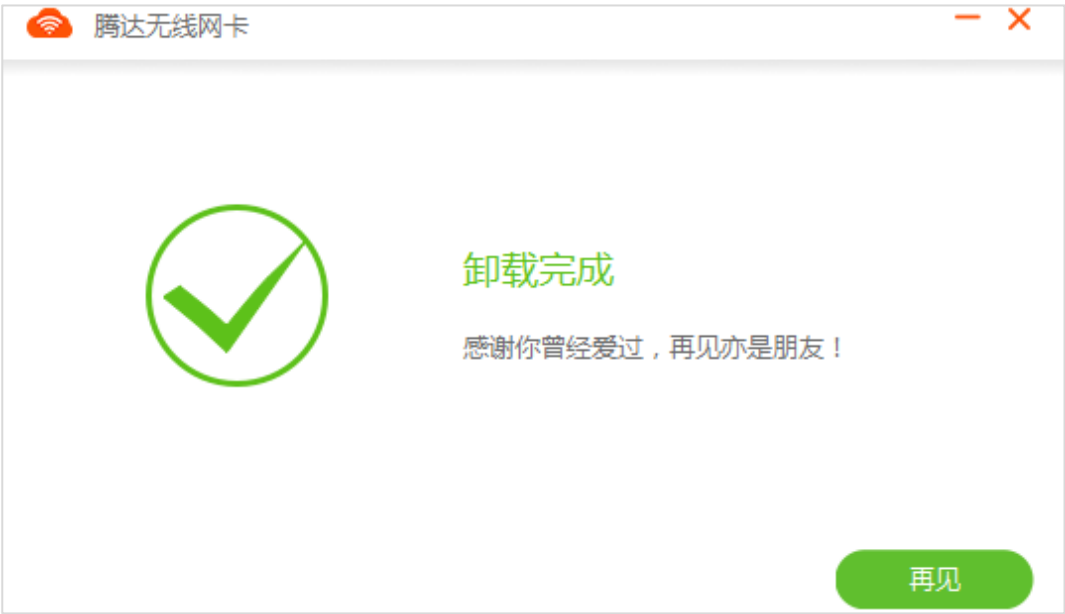 腾达无线网卡
卸载完成
感谢你曾经爱过，再见亦是朋友！
再见